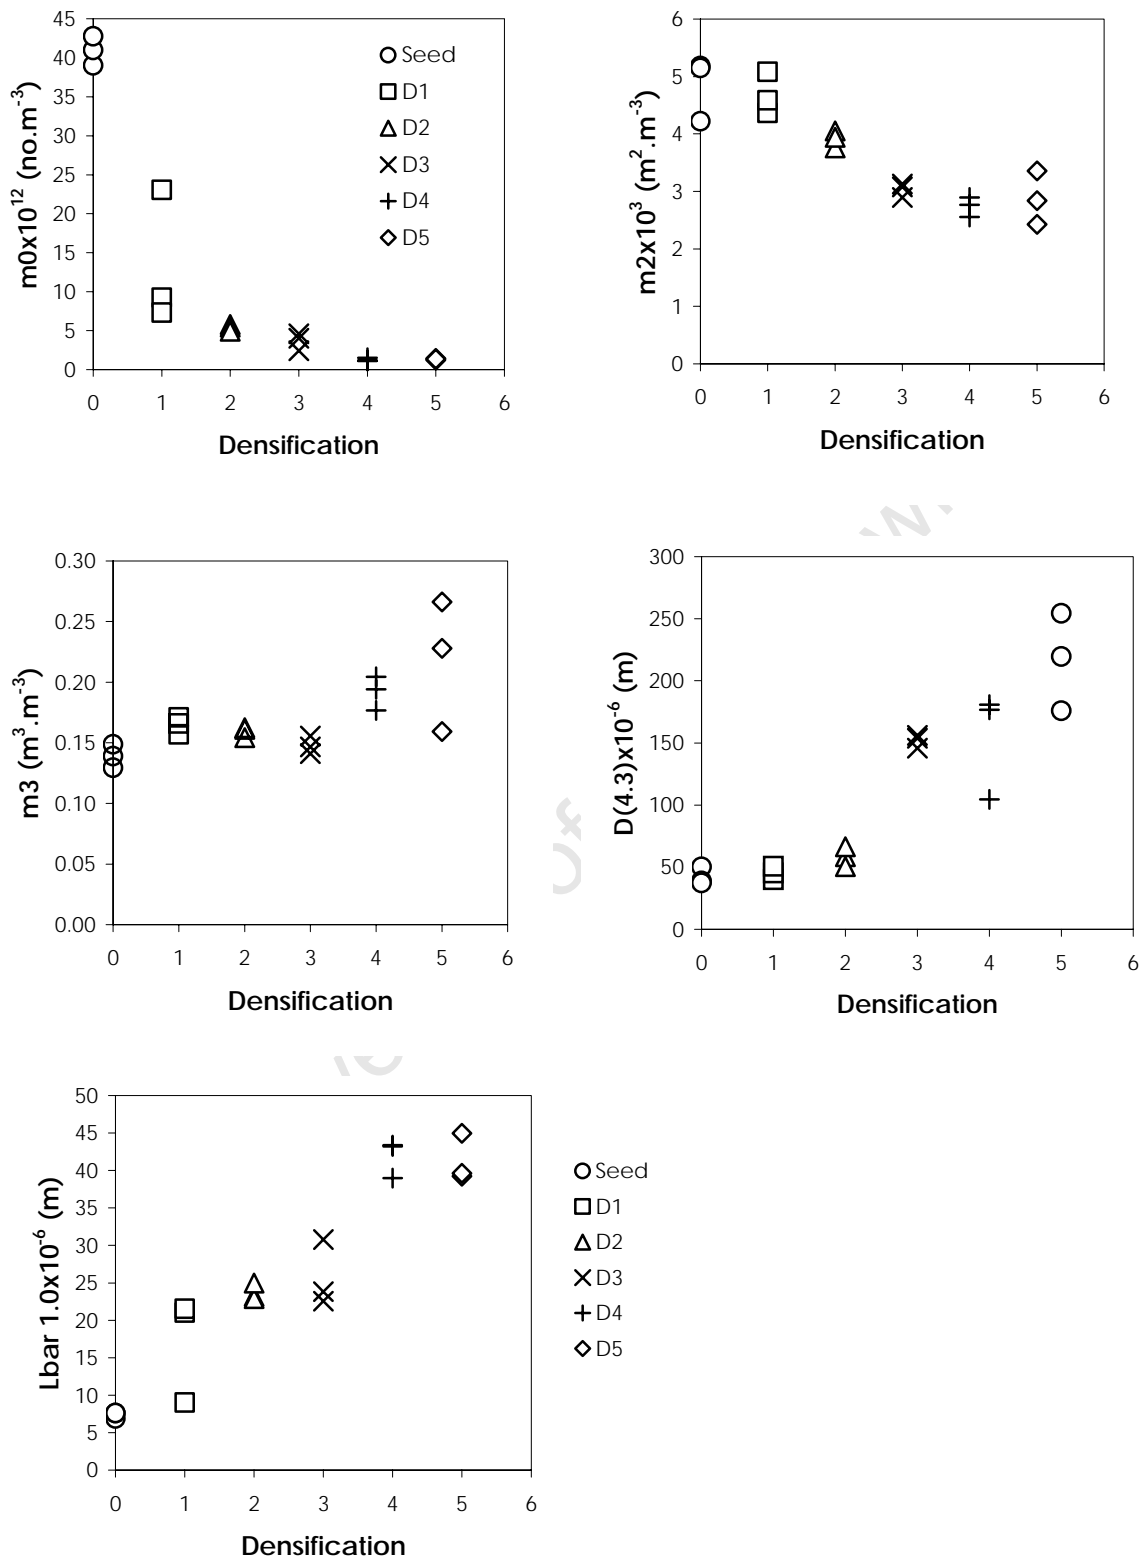 m0x10¹² (no.m⁻³)
45
40
35
30
25
20
15
10
5
0
0 1 2 3 4 5 6
Densification
Seed
D1
D2
D3
D4
D5
m2x10³ (m².m⁻³)
6
5
4
3
2
1
0
0 1 2 3 4 5 6
Densification
m3 (m³.m⁻³)
0.30
0.25
0.20
0.15
0.10
0.05
0.00
0 1 2 3 4 5 6
Densification
D(4.3)x10⁻⁶ (m)
300
250
200
150
100
50
0
0 1 2 3 4 5 6
Densification
of
Lbar 1.0x10⁻⁶ (m)
50
45
40
35
30
25
20
15
10
5
0
0 1 2 3 4 5 6
Densification
Seed
D1
D2
D3
D4
D5